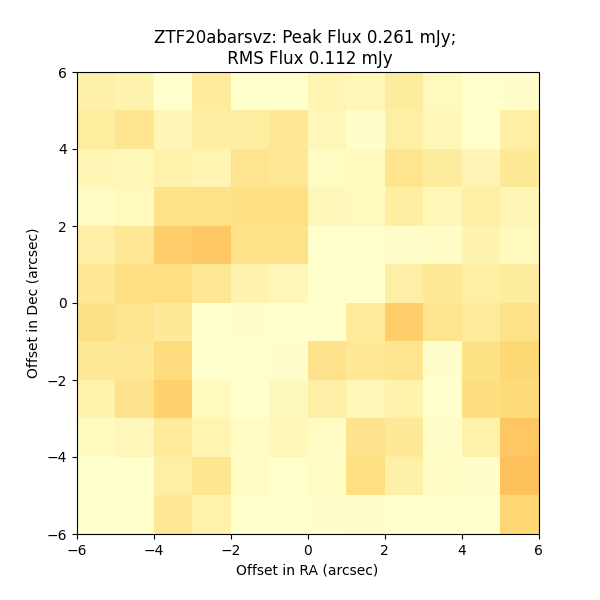 ZTF20abarsvz: Peak Flux 0.261 mJy;
RMS Flux 0.112 mJy
6
4
2
0
−2
−4
−6
Offset in Dec (arcsec)
−6 −4 −2 0 2 4 6
Offset in RA (arcsec)